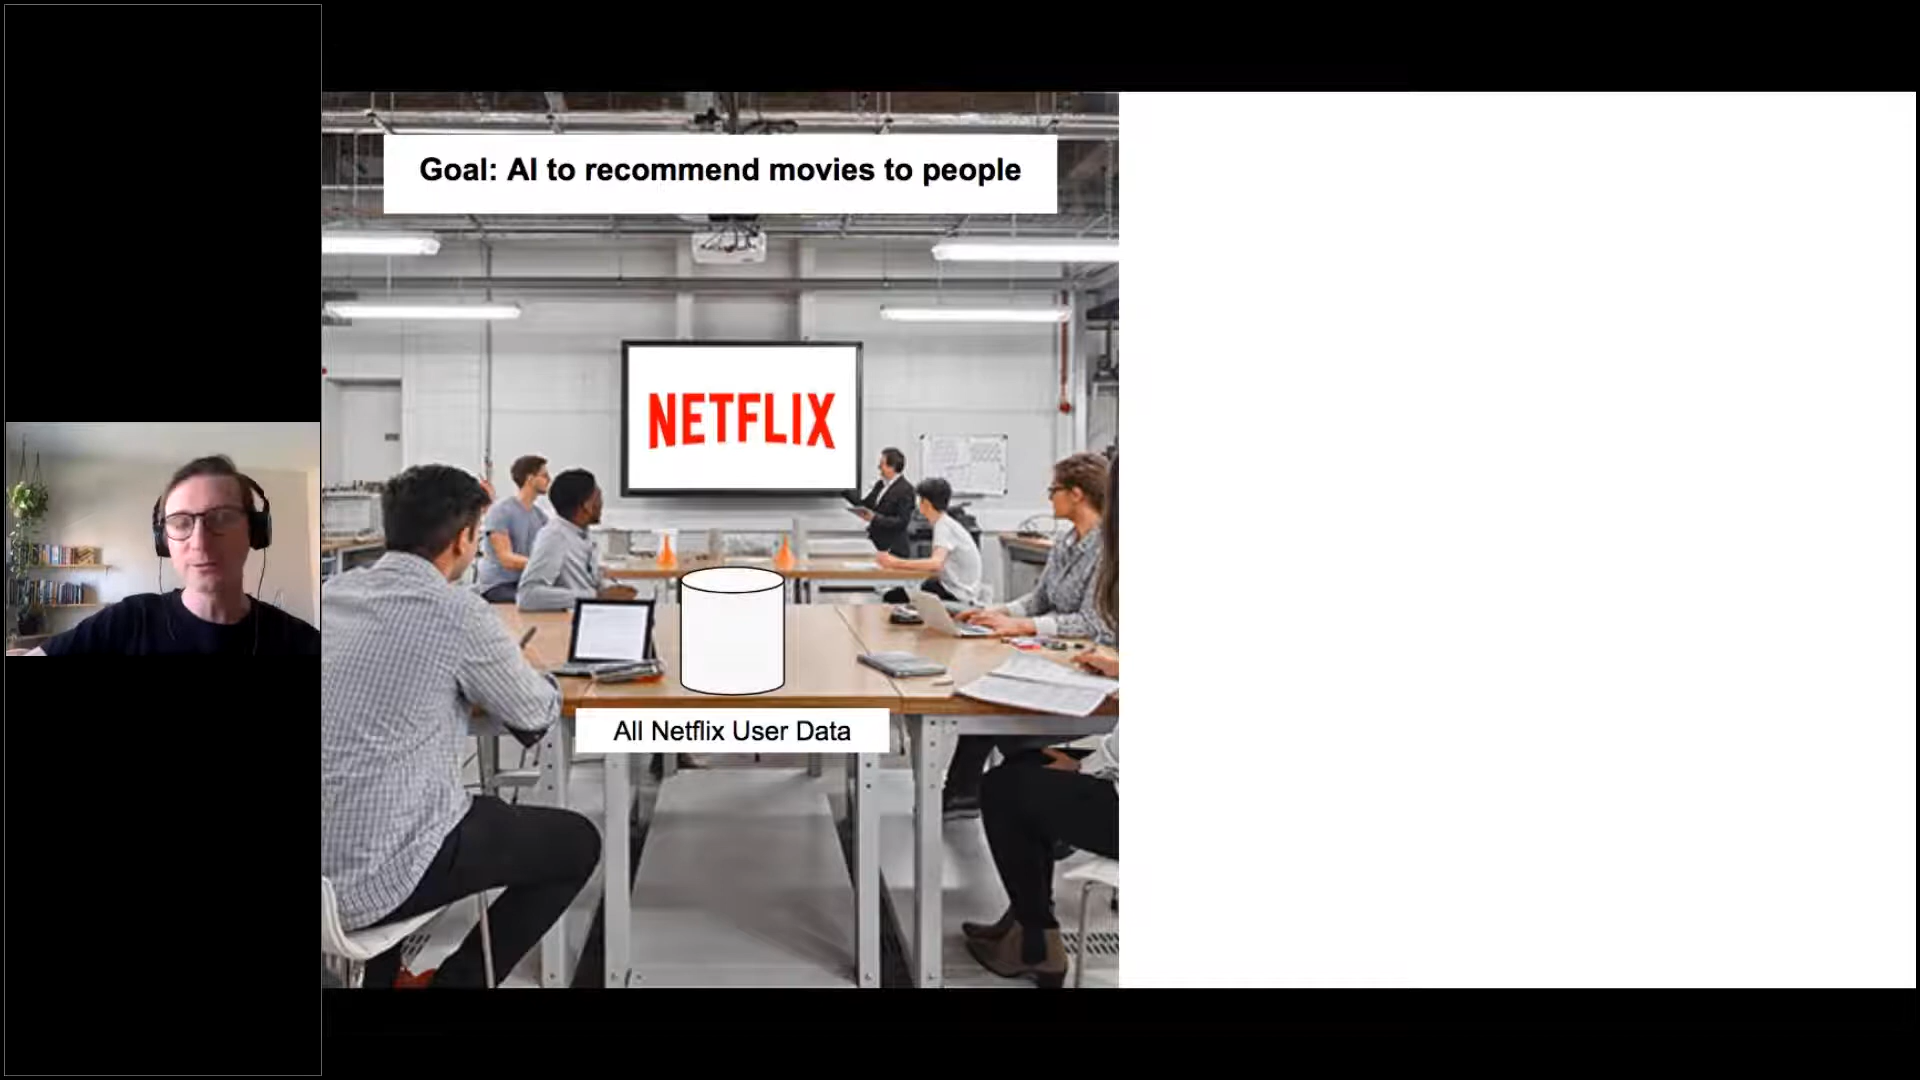 Goal: AI to recommend movies to people
NETFLIX
All Netflix User Data